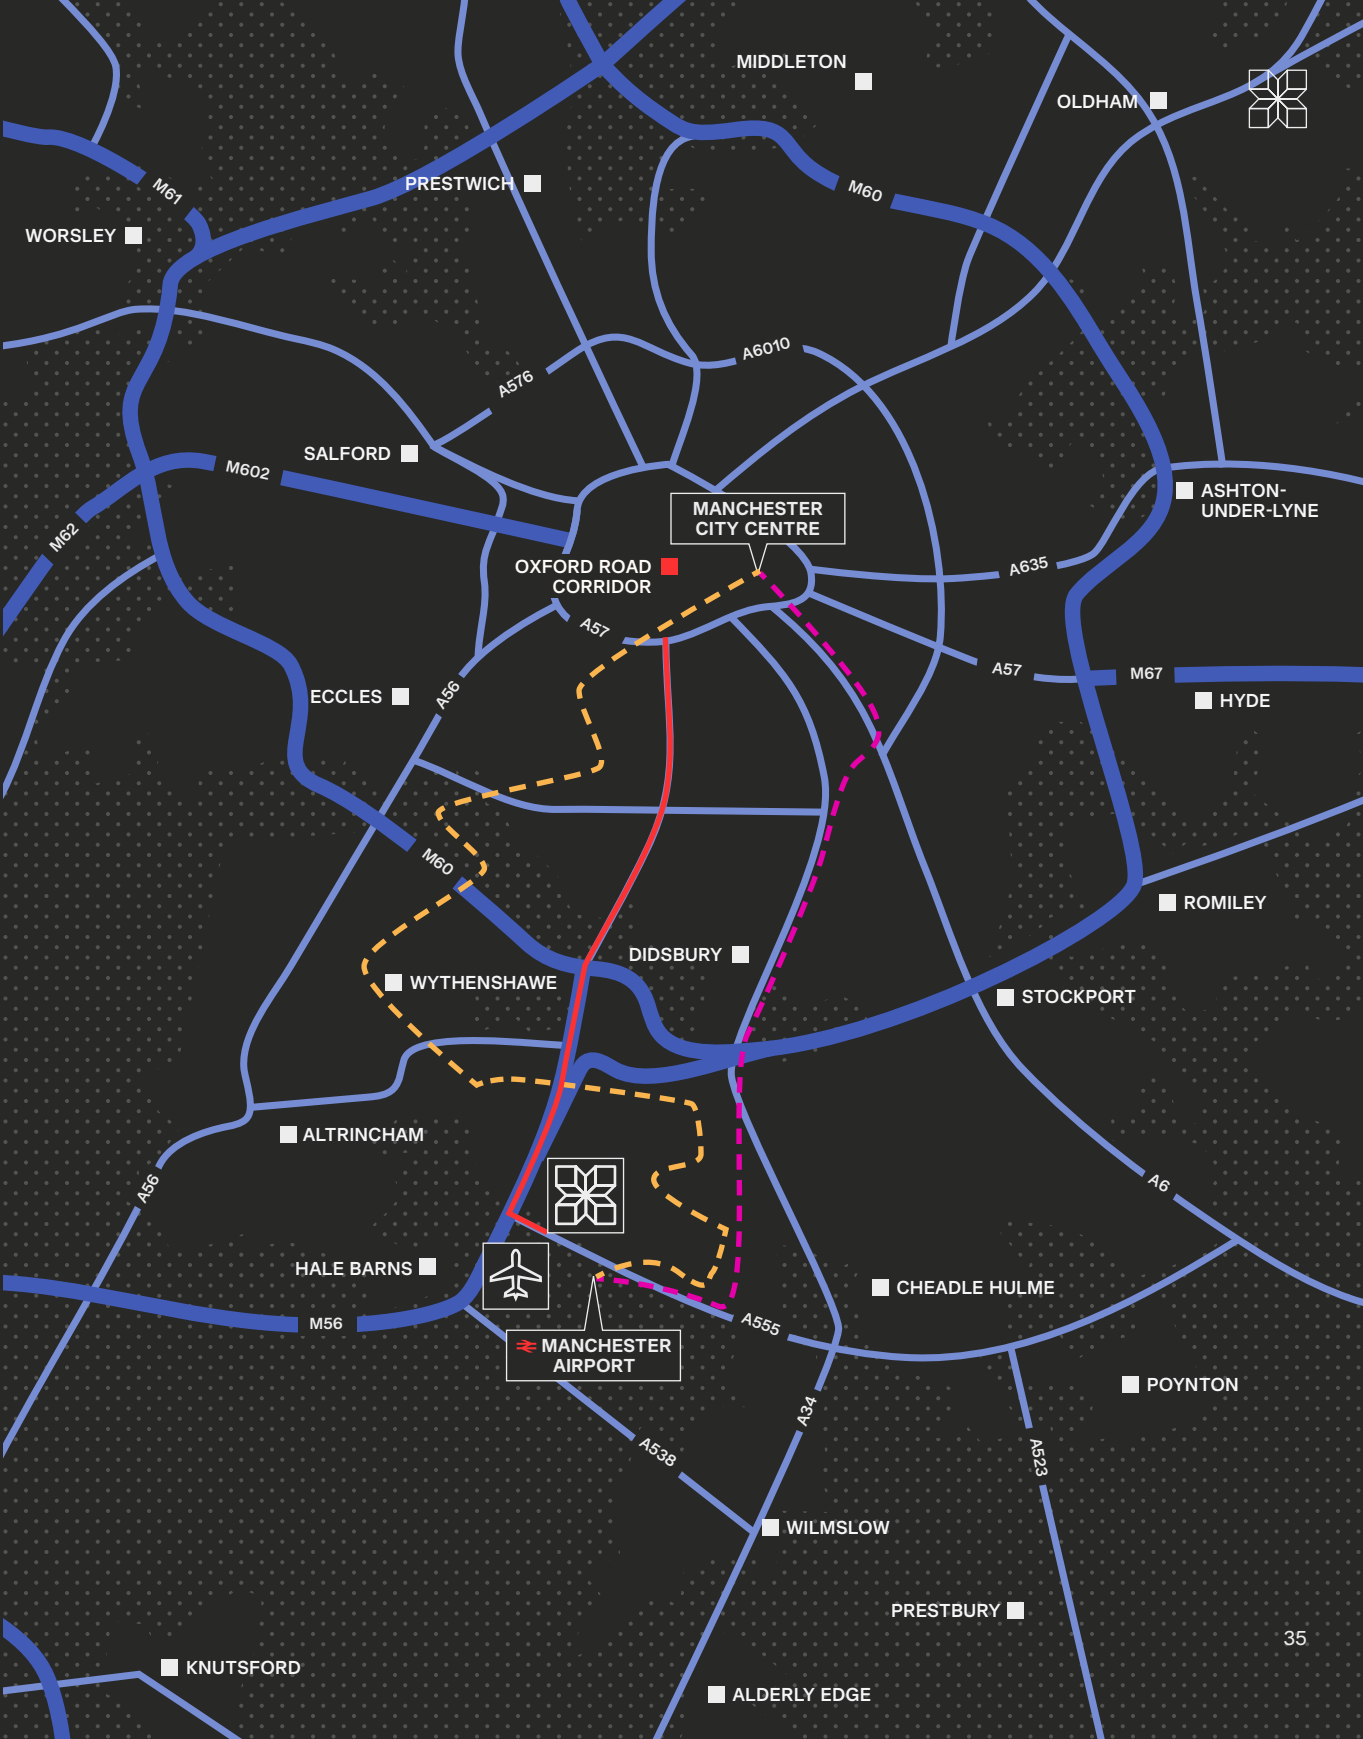 MIDDLETON
OLDHAM
PRESTWICH
M61
M60
WORSLEY
A6010
A576
SALFORD
M602
M62
MANCHESTER
CITY CENTRE
ASHTON-
UNDER-LYNE
OXFORD ROAD
CORRIDOR
A635
A57
A57
M67
ECCLES
A56
HYDE
M60
ROMILEY
DIDSBURY
WYTHENSHAWE
STOCKPORT
ALTRINCHAM
A56
A6
HALE BARNS
CHEADLE HULME
M56
A555
MANCHESTER
AIRPORT
POYNTON
A34
A538
A523
WILMSLOW
PRESTBURY
35
KNUTSFORD
ALDERLY EDGE